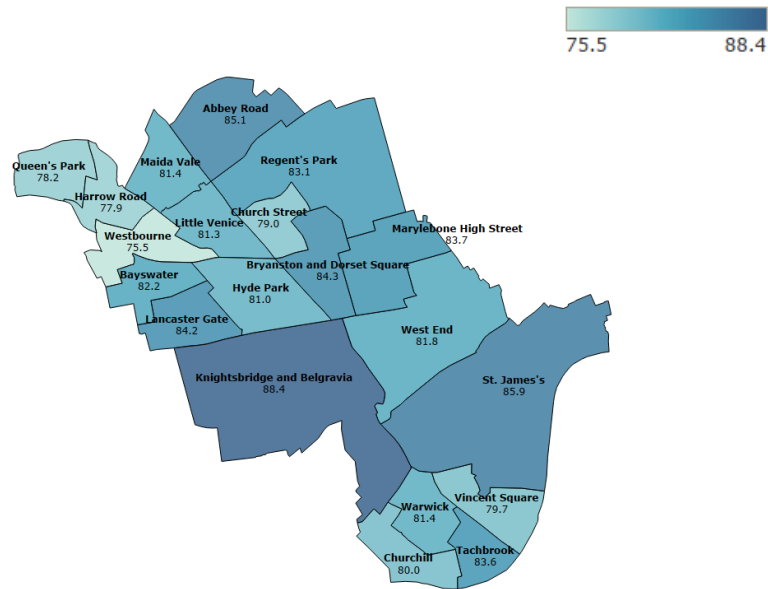 75.5
88.4
Abbey Road
85.1
Queen's Park
78.2
Maida Vale
81.4
Regent's Park
83.1
Harrow Road
77.9
Church Street
79.0
Little Venice
81.3
Marylebone High Street
83.7
Westbourne
75.5
Bayswater
82.2
Bryanston and Dorset Square
84.3
Hyde Park
81.0
Lancaster Gate
84.2
West End
81.8
Knightsbridge and Belgravia
88.4
St. James's
85.9
Vincent Square
79.7
Warwick
81.4
Churchill
80.0
Tachbrook
83.6